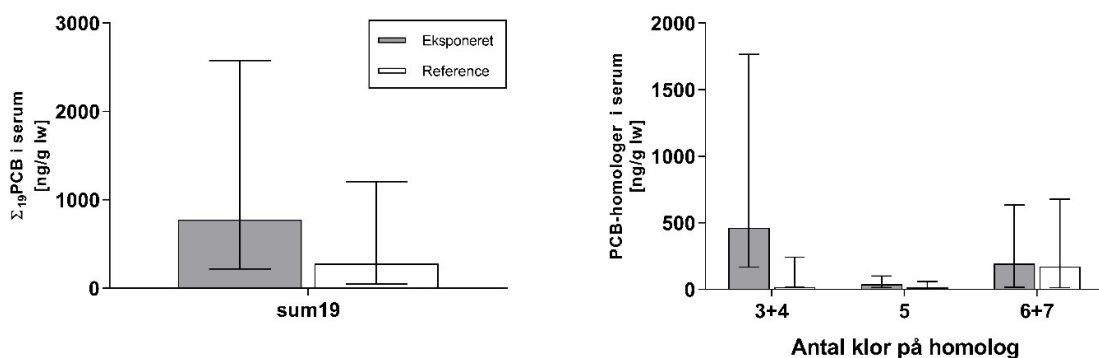 Σ19PCB i serum
[ng/g lw]
3000
2000
1000
0
Eksponeret
Reference
sum19
PCB-homologer i serum
[ng/g lw]
2000
1500
1000
500
0
3+4 5 6+7
Antal klor på homolog